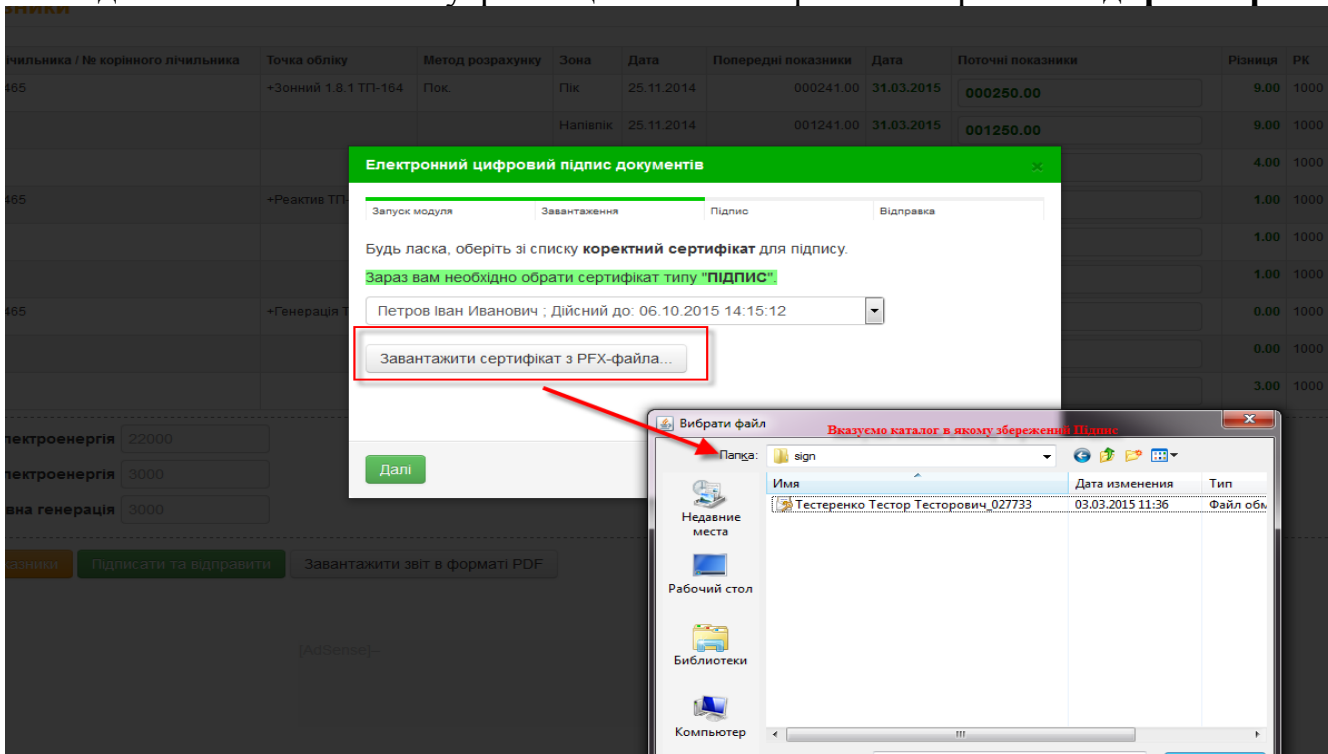 лічильника / № корінного лічильника Точка обліку Метод розрахунку Зона Дата Попередні показники Дата Поточні показники Різниця РК
465 +Зонний 1.8.1 ТП-164 Пок. Пік 25.11.2014 000241.00 31.03.2015 000250.00 9.00 1000
Напівпік 25.11.2014 001241.00 31.03.2015 001250.00 9.00 1000
4.00 1000
465 +Реактив ТП- 1.00 1000
1.00 1000
1.00 1000
465 +Генерація Т 0.00 1000
0.00 1000
3.00 1000
Електронний цифровий підпис документів ×
Запуск модуля Завантаження Підпис Відправка
Будь ласка, оберіть зі списку коректний сертифікат для підпису.
Зараз вам необхідно обрати сертифікат типу "ПІДПИС".
Петров Іван Иванович ; Дійсний до: 06.10.2015 14:15:12
Завантажити сертифікат з PFX-файла...
Далі
лектроенергія 22000
лектроенергія 3000
вна генерація 3000
казники Підписати та відправити Завантажити звіт в форматі PDF
[AdSense]--
Вибрати файл
Вказуємо каталог в якому збережений Підпис
Папка: sign
Имя Дата изменения Тип
Тестеренко Тестор Тесторович_027733 03.03.2015 11:36 Файл обм
Недавние
места
Рабочий стол
Библиотеки
Компьютер